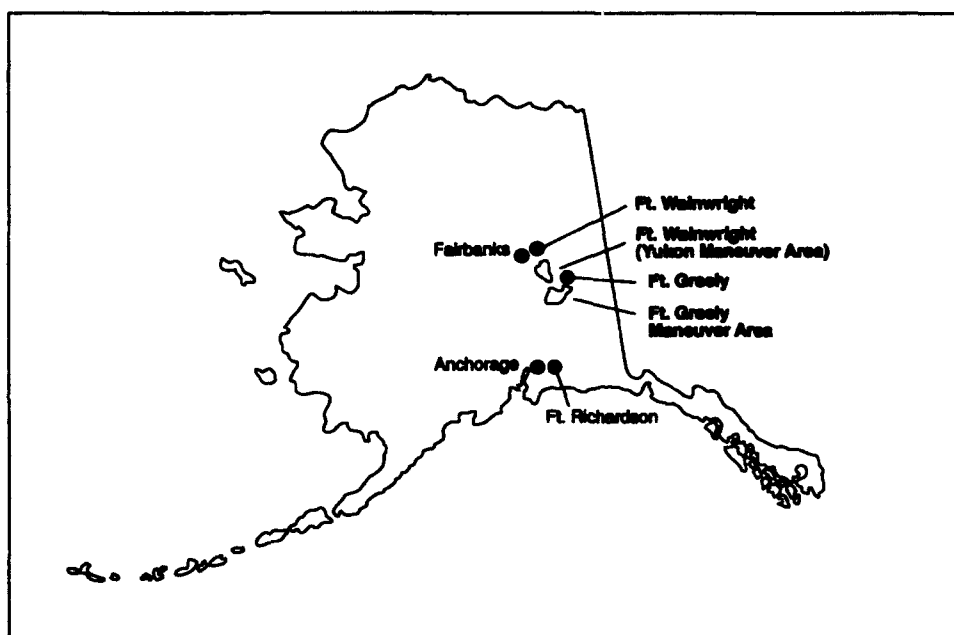 Ft. Wainwright
Fairbanks
Ft. Wainwright
(Yukon Maneuver Area)
Ft. Greely
Ft. Greely
Maneuver Area
Anchorage
Ft. Richardson